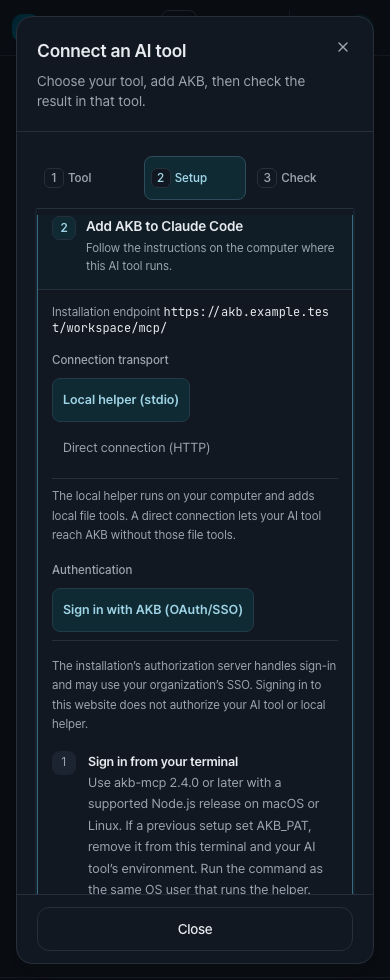 Connect an AI tool
Choose your tool, add AKB, then check the
result in that tool.
1 Tool
2 Setup
3 Check
2 Add AKB to Claude Code
Follow the instructions on the computer where
this AI tool runs.
Installation endpoint https://akb.example.tes
t/workspace/mcp/
Connection transport
Local helper (stdio)
Direct connection (HTTP)
The local helper runs on your computer and adds
local file tools. A direct connection lets your AI tool
reach AKB without those file tools.
Authentication
Sign in with AKB (OAuth/SSO)
The installation’s authorization server handles sign-in
and may use your organization’s SSO. Signing in to
this website does not authorize your AI tool or local
helper.
1 Sign in from your terminal
Use akb-mcp 2.4.0 or later with a
supported Node.js release on macOS or
Linux. If a previous setup set AKB_PAT,
remove it from this terminal and your AI
tool’s environment. Run the command as
the same OS user that runs the helper.
Close